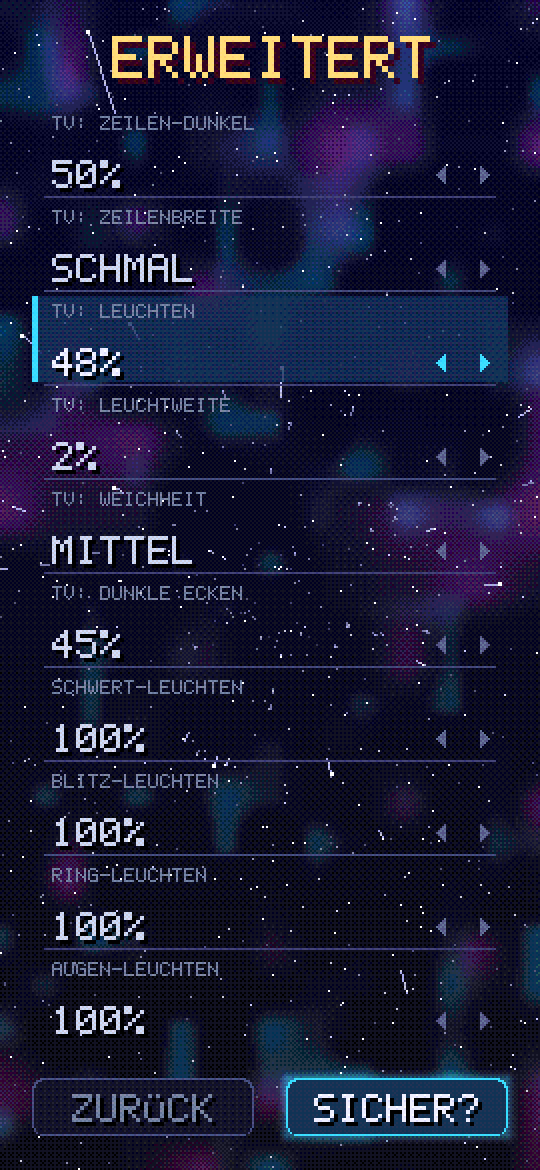 ERWEITERT
TV: ZEILEN-DUNKEL
50%
TV: ZEILENBREITE
SCHMAL
TV: LEUCHTEN
48%
TV: LEUCHTWEITE
2%
TV: WEICHHEIT
MITTEL
TV: DUNKLE ECKEN
45%
SCHWERT-LEUCHTEN
100%
BLITZ-LEUCHTEN
100%
RING-LEUCHTEN
100%
AUGEN-LEUCHTEN
100%
ZURÜCK SICHER?